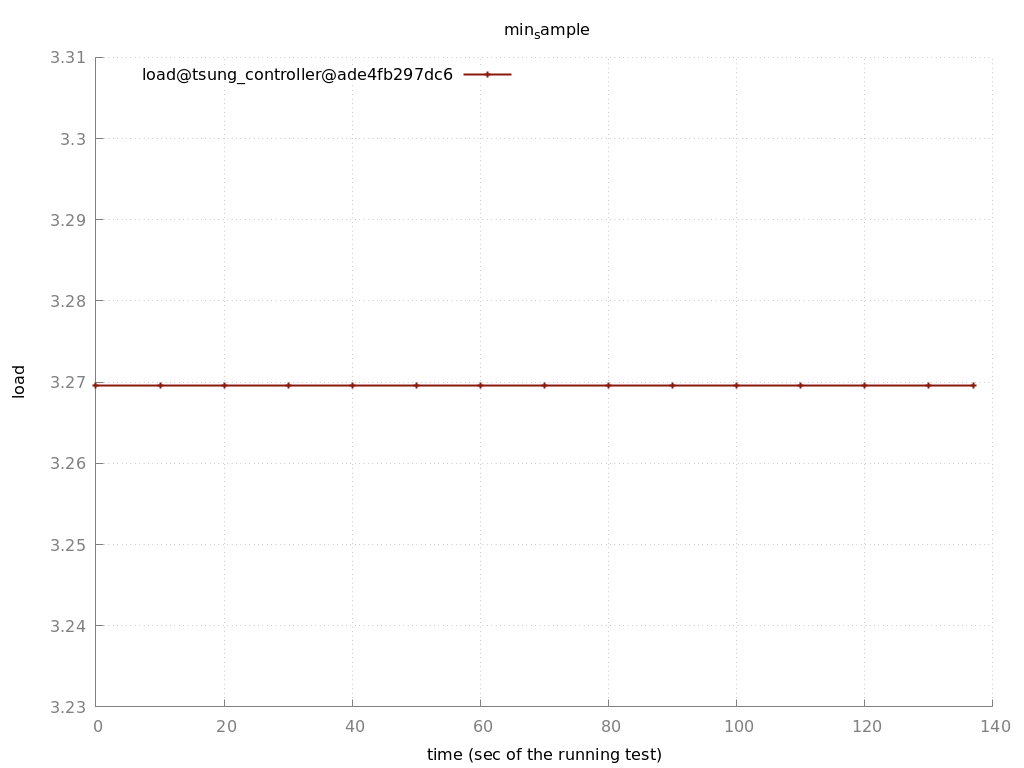 min_sample
3.31
load@tsung_controller@ade4fb297dc6
3.3
3.29
3.28
3.27
load
3.26
3.25
3.24
3.23
0 20 40 60 80 100 120 140
time (sec of the running test)